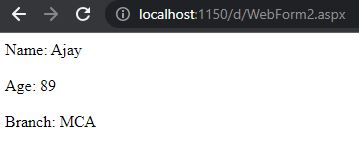 localhost:1150/d/WebForm2.aspx
Name: Ajay
Age: 89
Branch: MCA